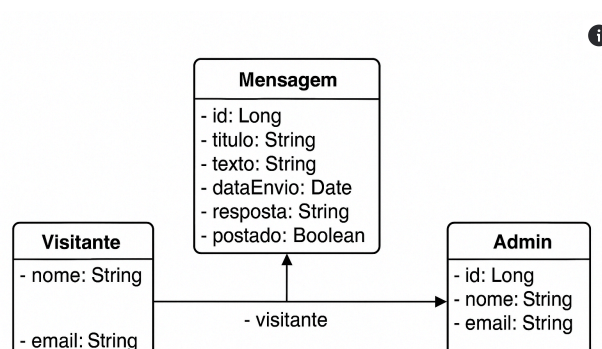 Mensagem
- id: Long
- titulo: String
- texto: String
- dataEnvio: Date
- resposta: String
- postado: Boolean
Visitante
- nome: String
- email: String
- visitante
Admin
- id: Long
- nome: String
- email: String
i